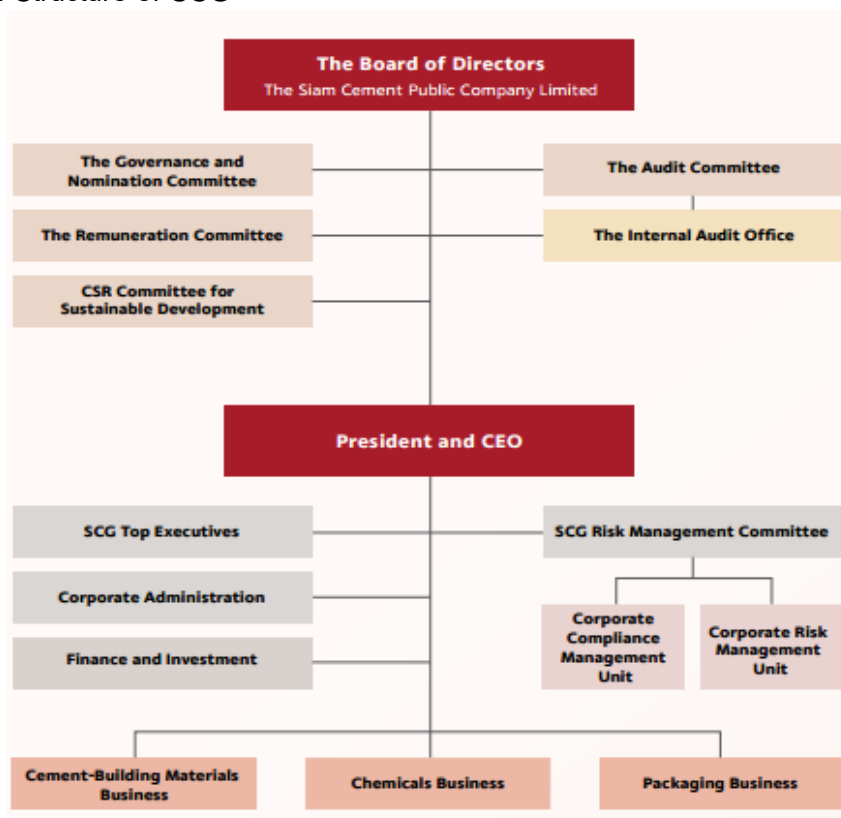 The Board of Directors
The Siam Cement Public Company Limited
The Governance and
Nomination Committee
The Audit Committee
The Remuneration Committee
The Internal Audit Office
CSR Committee for
Sustainable Development
President and CEO
SCG Top Executives
SCG Risk Management Committee
Corporate Administration
Corporate
Compliance
Management
Unit
Corporate Risk
Management
Unit
Finance and Investment
Cement-Building Materials
Business
Chemicals Business
Packaging Business